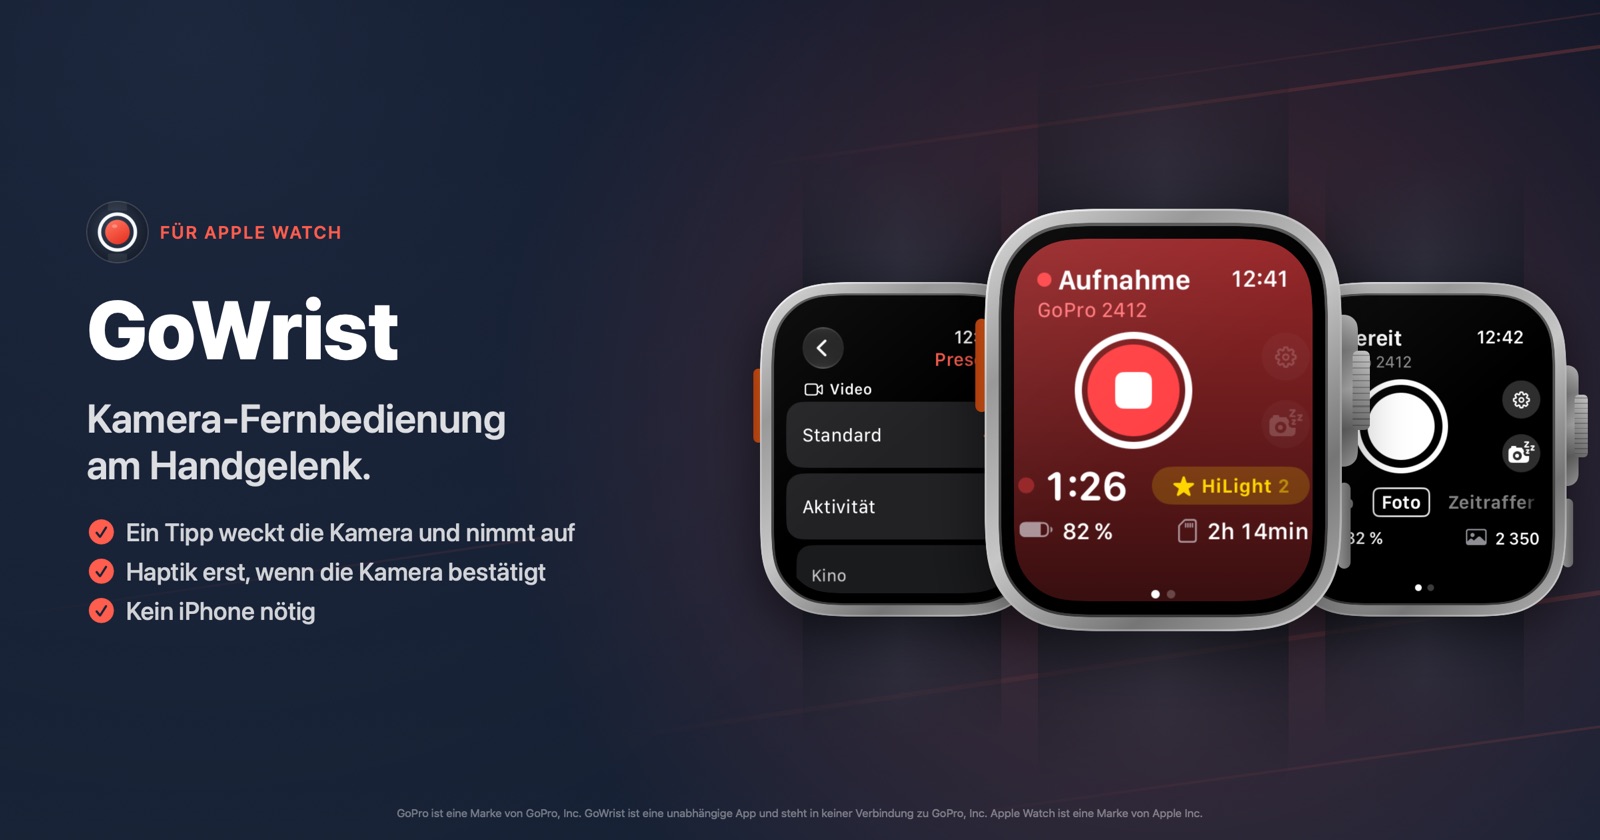 FÜR APPLE WATCH
GoWrist
Kamera-Fernbedienung
am Handgelenk.
Ein Tipp weckt die Kamera und nimmt auf
Haptik erst, wenn die Kamera bestätigt
Kein iPhone nötig
Video
Standard
Aktivität
Kino
Aufnahme 12:41
GoPro 2412
1:26 HiLight 2
82 % 2h 14min
12:42
2412
Foto Zeitraffer
2 350
GoPro ist eine Marke von GoPro, Inc. GoWrist ist eine unabhängige App und steht in keiner Verbindung zu GoPro, Inc. Apple Watch ist eine Marke von Apple Inc.